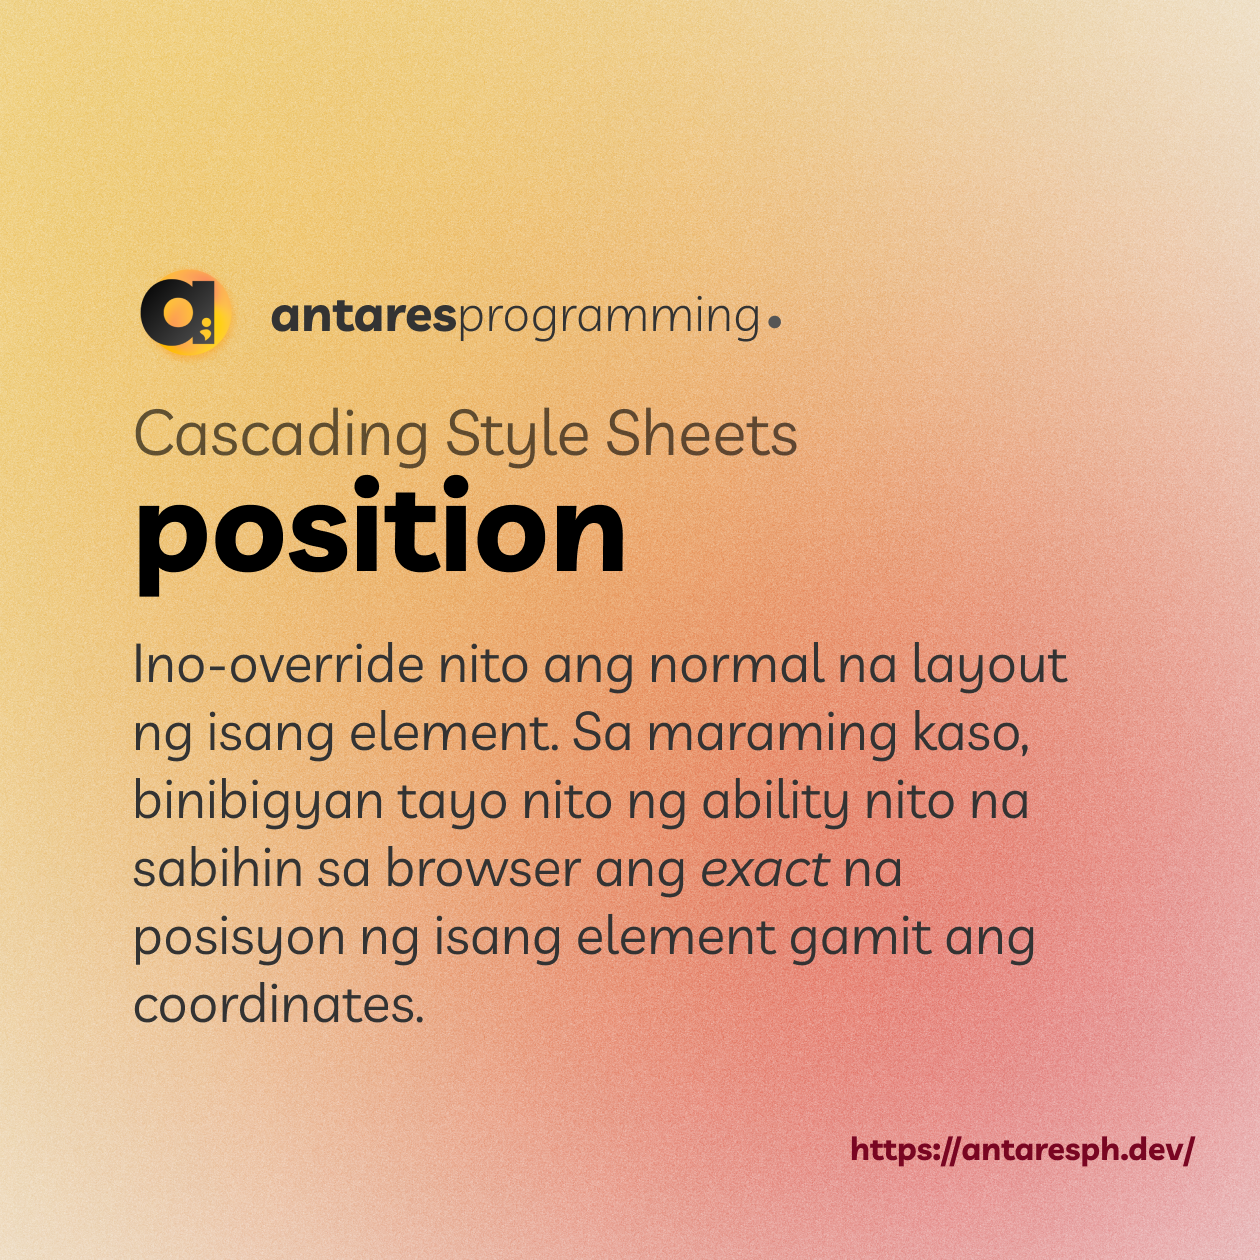 a;
antaresprogramming•
Cascading Style Sheets
position
Ino-override nito ang normal na layout
ng isang element. Sa maraming kaso,
binibigyan tayo nito ng ability nito na
sabihin sa browser ang exact na
posisyon ng isang element gamit ang
coordinates.
https://antaresph.dev/